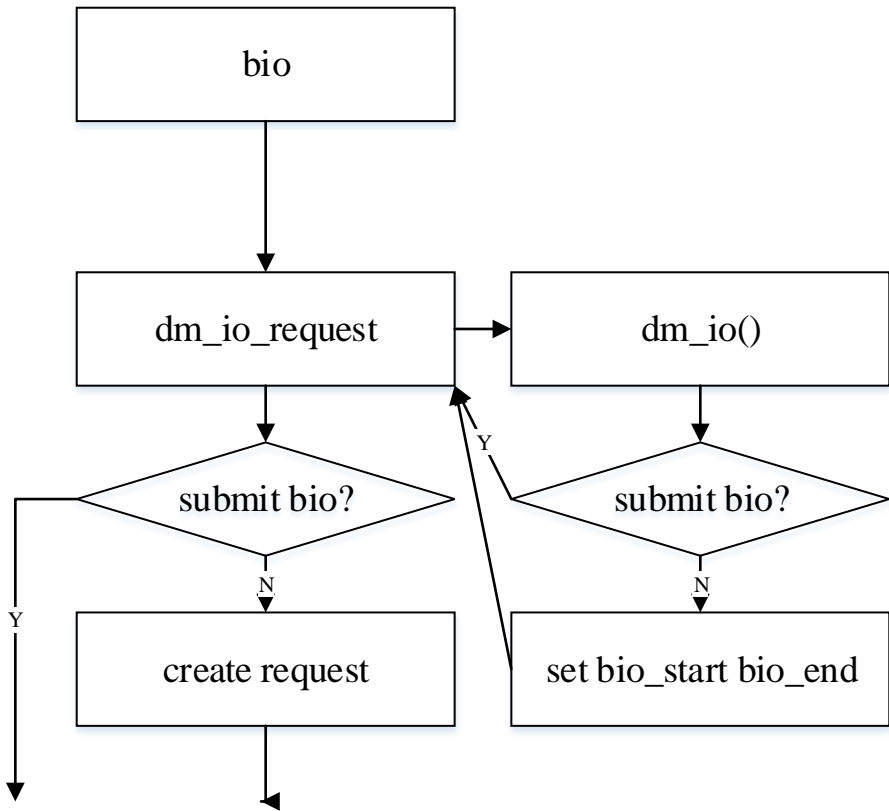 bio
dm_io_request
dm_io()
Y
submit bio?
submit bio?
N
N
Y
create request
set bio_start bio_end